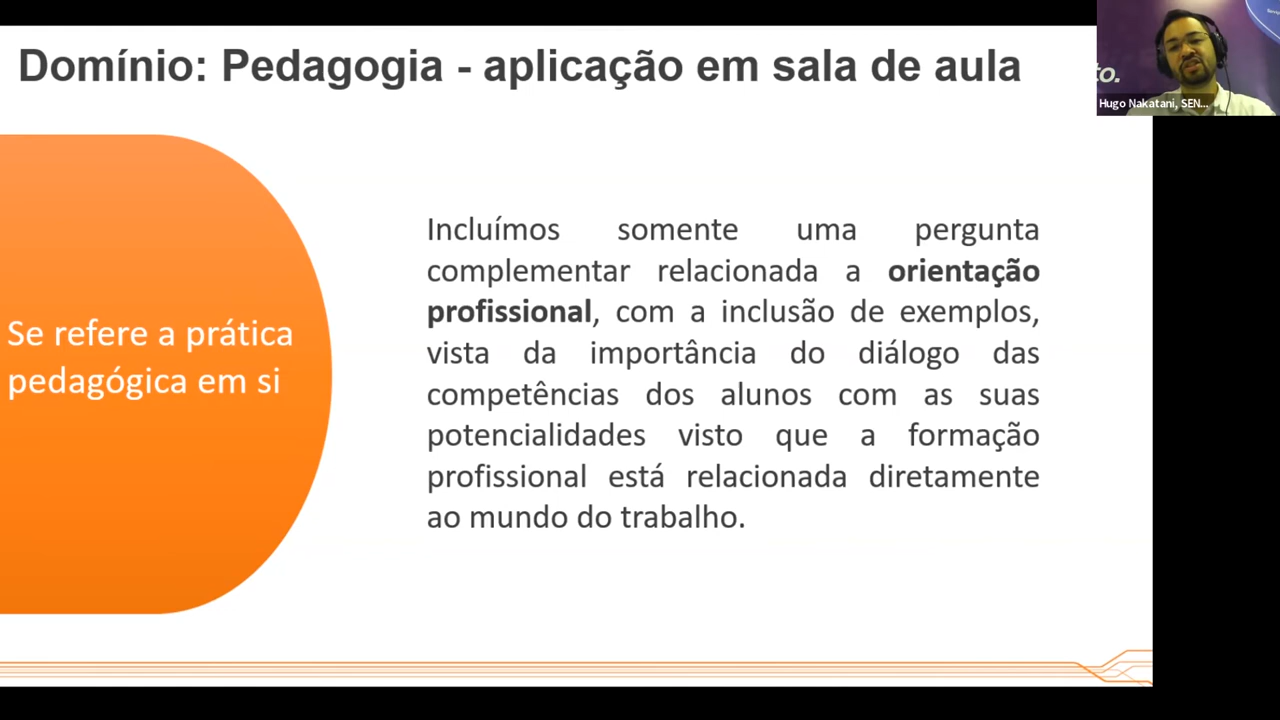 Domínio: Pedagogia - aplicação em sala de aula
to.
Hugo Nakatani, SEN...
Se refere a prática
pedagógica em si
Incluímos somente uma pergunta
complementar relacionada a orientação
profissional, com a inclusão de exemplos,
vista da importância do diálogo das
competências dos alunos com as suas
potencialidades visto que a formação
profissional está relacionada diretamente
ao mundo do trabalho.